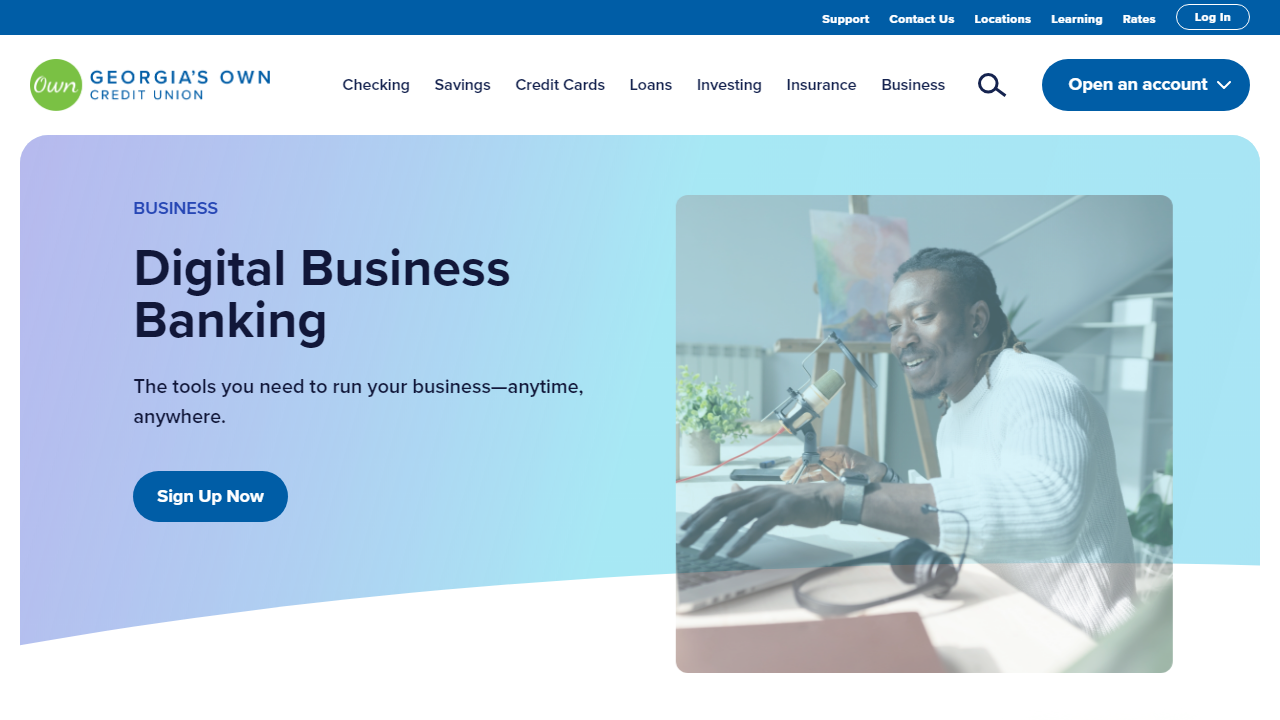 Support
Contact Us
Locations
Learning
Rates
Log In
Own
GEORGIA'S OWN
CREDIT UNION
Checking
Savings
Credit Cards
Loans
Investing
Insurance
Business
Open an account
BUSINESS
Digital Business
Banking
The tools you need to run your business—anytime,
anywhere.
Sign Up Now